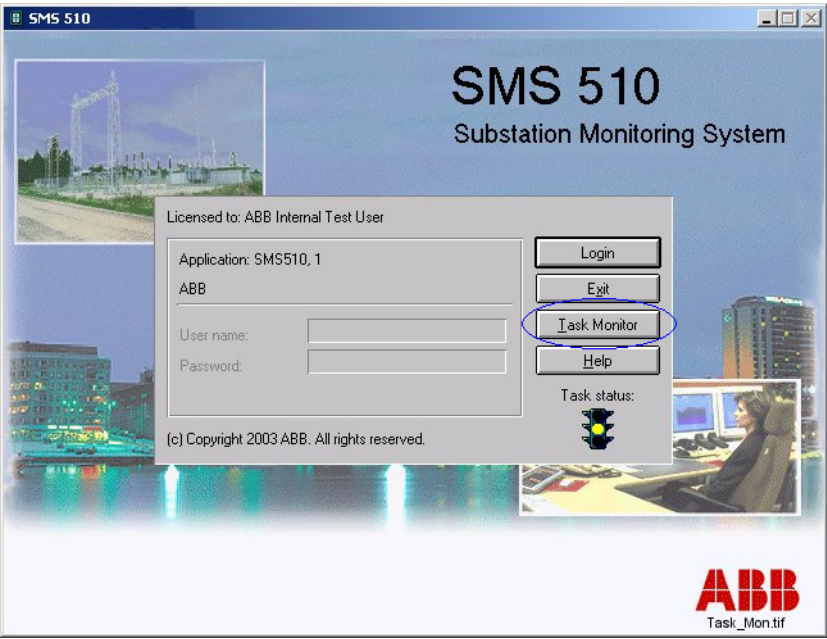 SMS 510
SMS 510
Substation Monitoring System
Licensed to: ABB Internal Test User
Application: SMS510, 1
ABB
User name:
Password:
(c) Copyright 2003 ABB. All rights reserved.
Login
Exit
Task Monitor
Help
Task status:
ABB
Task_Mon.tif